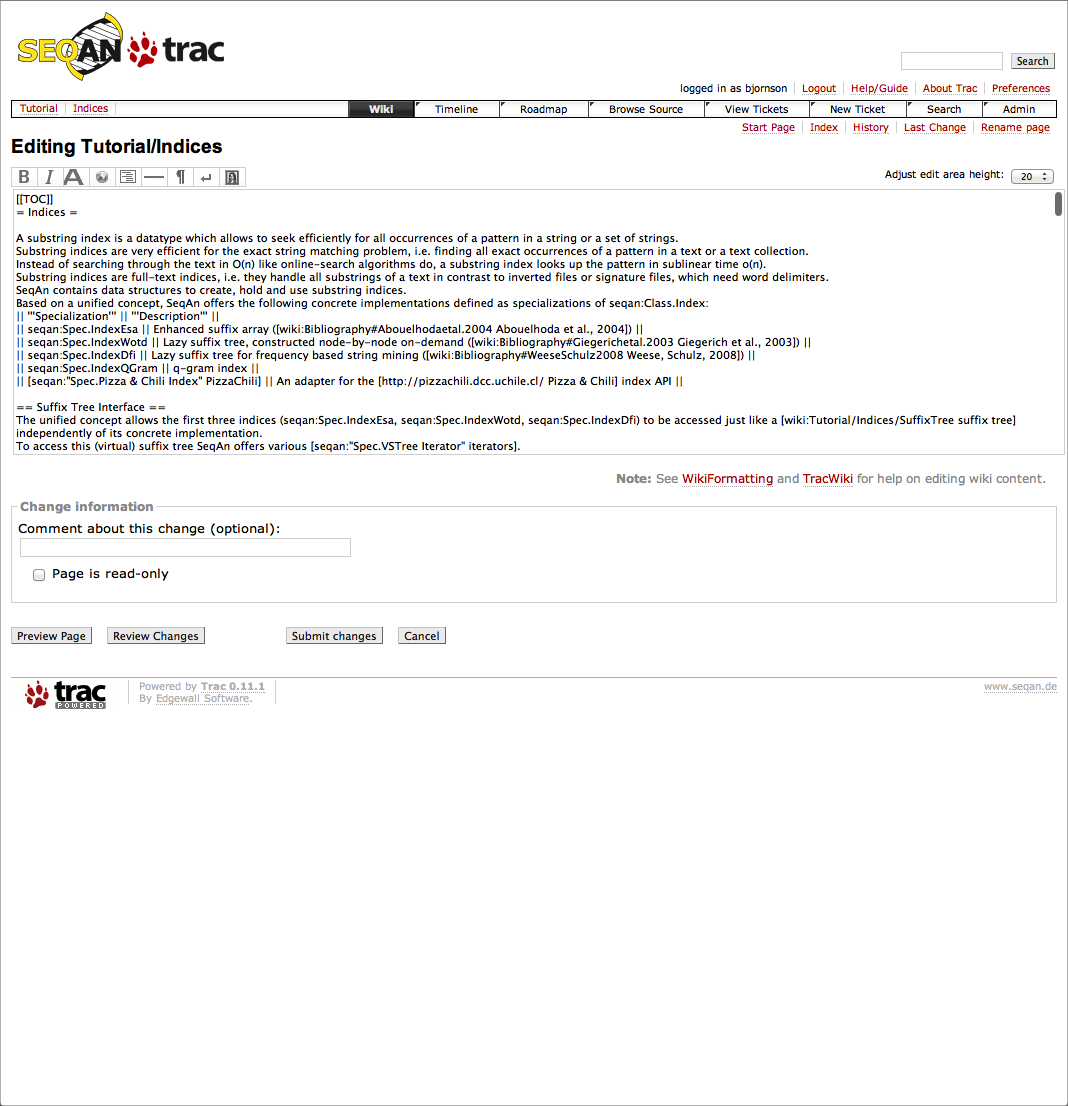 SEQAN trac
Search
logged in as bjornson Logout Help/Guide About Trac Preferences
Tutorial Indices Wiki Timeline Roadmap Browse Source View Tickets New Ticket Search Admin
Start Page Index History Last Change Rename page
Editing Tutorial/Indices
B I A ¶ ↵ Adjust edit area height: 20
[[TOC]]
= Indices =
A substring index is a datatype which allows to seek efficiently for all occurrences of a pattern in a string or a set of strings.
Substring indices are very efficient for the exact string matching problem, i.e. finding all exact occurrences of a pattern in a text or a text collection.
Instead of searching through the text in O(n) like online-search algorithms do, a substring index looks up the pattern in sublinear time o(n).
Substring indices are full-text indices, i.e. they handle all substrings of a text in contrast to inverted files or signature files, which need word delimiters.
SeqAn contains data structures to create, hold and use substring indices.
Based on a unified concept, SeqAn offers the following concrete implementations defined as specializations of seqan:Class.Index:
|| '''Specialization''' || '''Description''' ||
|| seqan:Spec.IndexEsa || Enhanced suffix array ([wiki:Bibliography#Abouelhodaetal.2004 Abouelhoda et al., 2004]) ||
|| seqan:Spec.IndexWotd || Lazy suffix tree, constructed node-by-node on-demand ([wiki:Bibliography#Giegerichetal.2003 Giegerich et al., 2003]) ||
|| seqan:Spec.IndexDfi || Lazy suffix tree for frequency based string mining ([wiki:Bibliography#WeeseSchulz2008 Weese, Schulz, 2008]) ||
|| seqan:Spec.IndexQGram || q-gram index ||
|| [seqan:"Spec.Pizza & Chili Index" PizzaChili] || An adapter for the [http://pizzachili.dcc.uchile.cl/ Pizza & Chili] index API ||
== Suffix Tree Interface ==
The unified concept allows the first three indices (seqan:Spec.IndexEsa, seqan:Spec.IndexWotd, seqan:Spec.IndexDfi) to be accessed just like a [wiki:Tutorial/Indices/SuffixTree suffix tree]
independently of its concrete implementation.
To access this (virtual) suffix tree SeqAn offers various [seqan:"Spec.VSTree Iterator" iterators].
Note: See WikiFormatting and TracWiki for help on editing wiki content.
Change information
Comment about this change (optional):
Page is read-only
Preview Page Review Changes Submit changes Cancel
trac POWERED
Powered by Trac 0.11.1
By Edgewall Software.
www.seqan.de